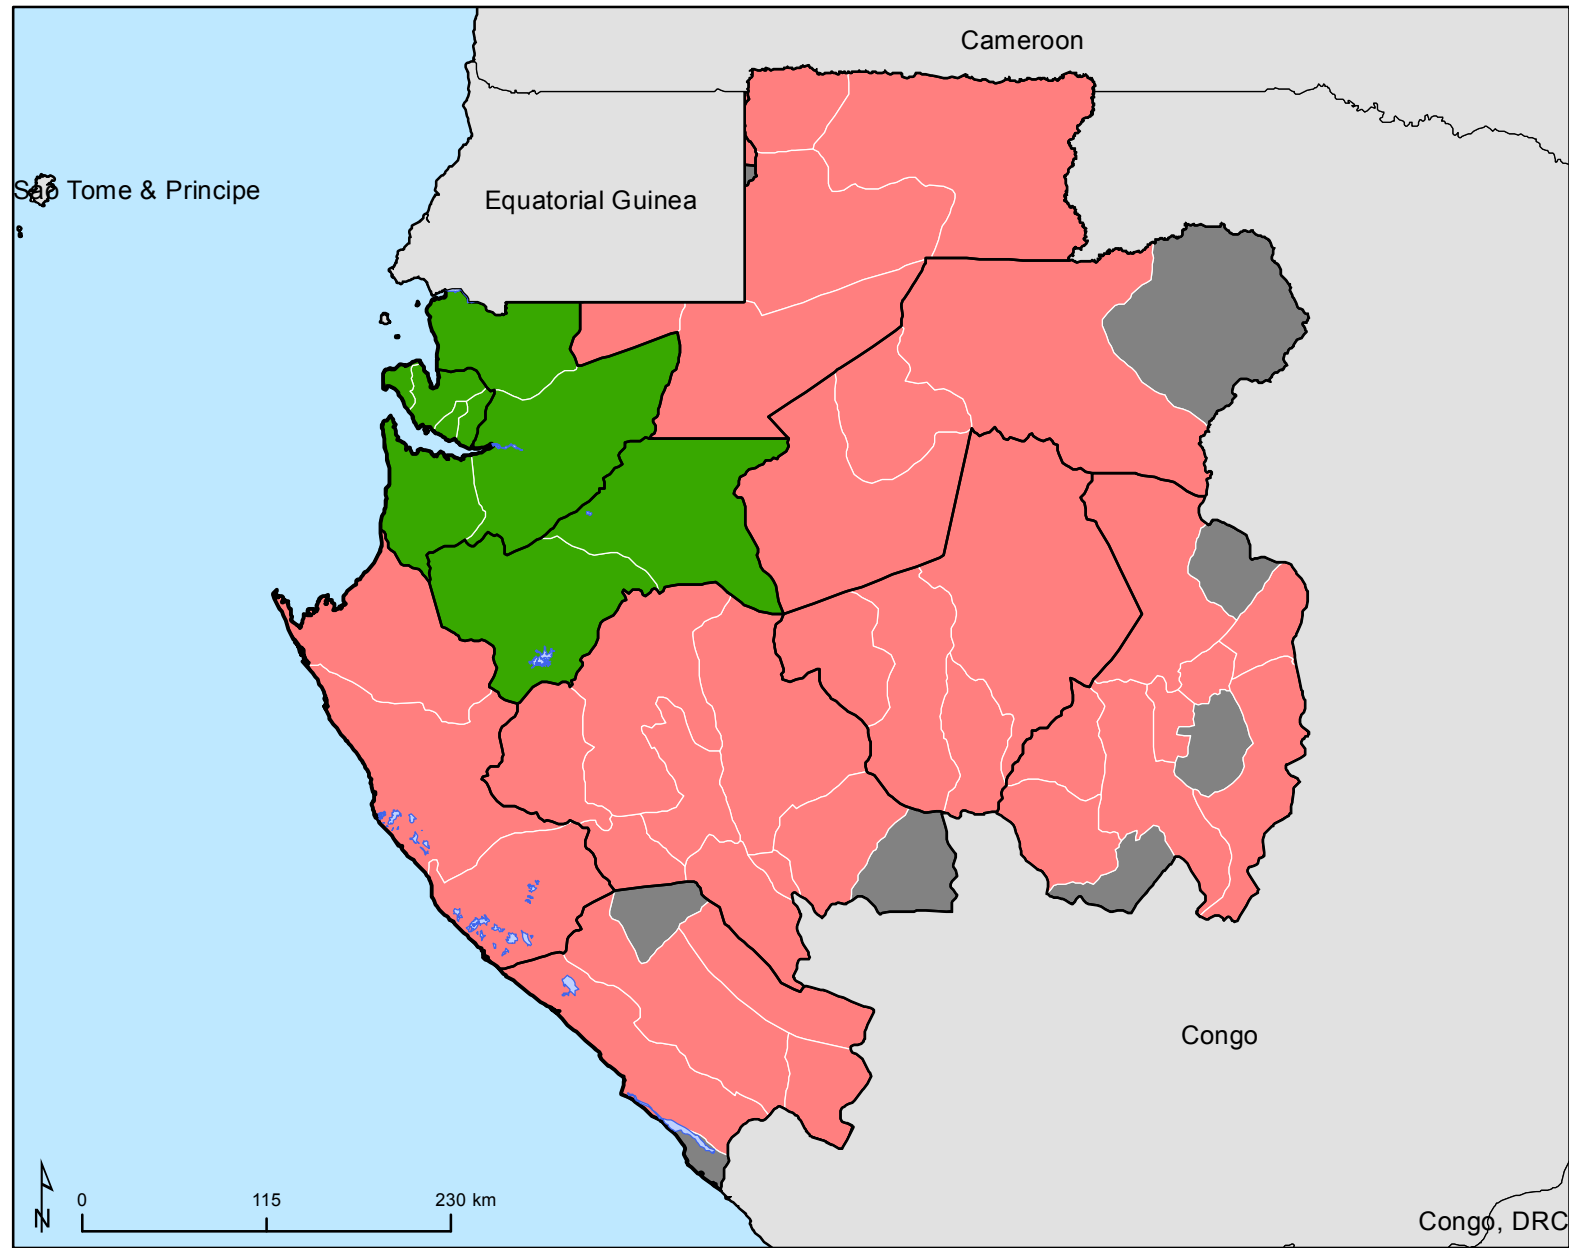 Cameroon
Sao Tome & Principe
Equatorial Guinea
Congo
N
0 115 230 km
Congo, DRC